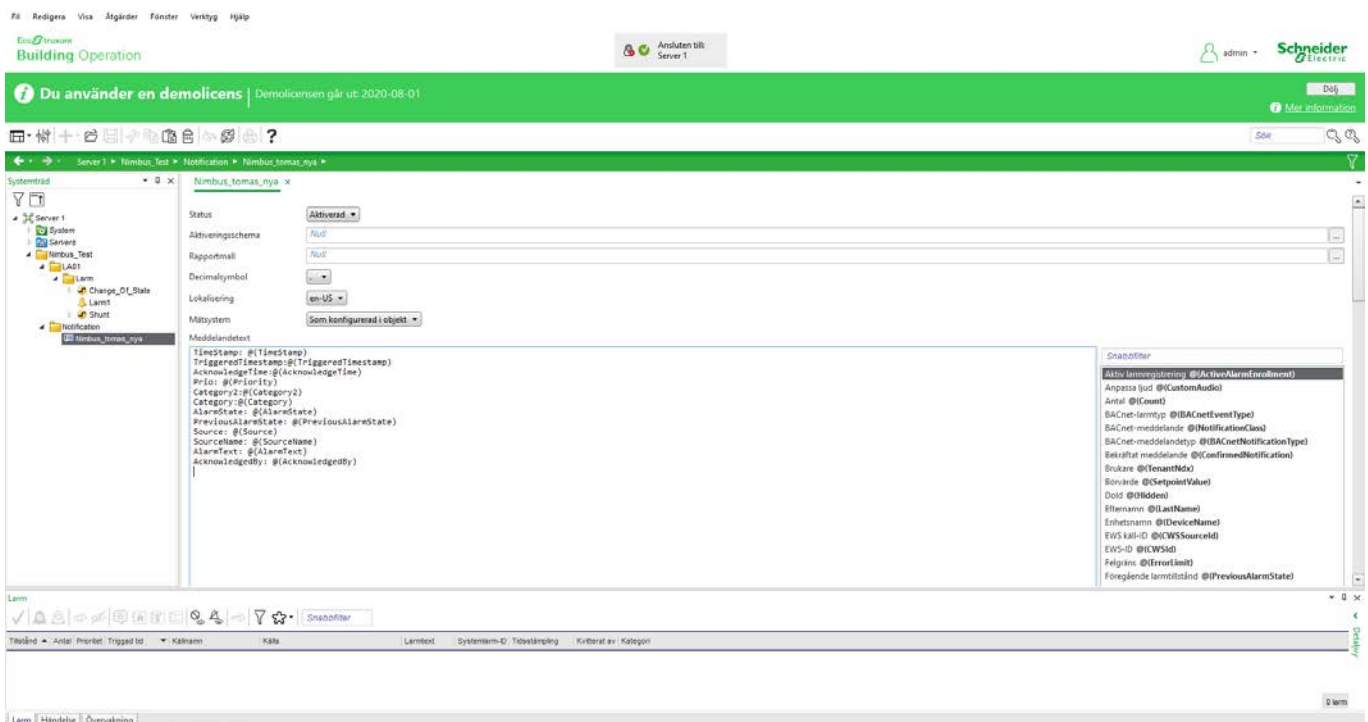 Fil Redigera Visa Åtgärder Fönster Verktyg Hjälp
EcoStruxure
Building Operation
Ansluten till:
Server 1
admin
Schneider
Electric
Du använder en demolicens | Demolicensen går ut: 2020-08-01
Dölj
Mer information
Sök
Server 1 Nimbus_Test Notification Nimbus_tomas_nya
Systemträd
Nimbus_tomas_nya x
Server 1
System
Servers
Nimbus_Test
LA01
Larm
Change_Of_State
Larm1
Shunt
Notification
Nimbus_tomas_nya
Status Aktiverad
Aktiveringsschema Null ...
Rapportmall Null ...
Decimalsymbol .
Lokalisering en-US
Mätsystem Som konfigurerad i objekt
Meddelandetext
TimeStamp: @(TimeStamp)
TriggeredTimestamp:@(TriggeredTimestamp)
AcknowledgeTime:@(AcknowledgeTime)
Prio: @(Priority)
Category2:@(Category2)
Category:@(Category)
AlarmState: @(AlarmState)
PreviousAlarmState: @(PreviousAlarmState)
Source: @(Source)
SourceName: @(SourceName)
AlarmText: @(AlarmText)
AcknowledgedBy: @(AcknowledgedBy)
Snabbfilter
Aktiv larmregistrering @(ActiveAlarmEnrollment)
Anpassa ljud @(CustomAudio)
Antal @(Count)
BACnet-larmtyp @(BACnetEventType)
BACnet-meddelande @(NotificationClass)
BACnet-meddelandetyp @(BACnetNotificationType)
Bekräftat meddelande @(ConfirmedNotification)
Brukare @(TenantNdx)
Börvärde @(SetpointValue)
Dold @(Hidden)
Efternamn @(LastName)
Enhetsnamn @(DeviceName)
EWS käll-ID @(CWSSourceId)
EWS-ID @(CWSId)
Felgräns @(ErrorLimit)
Föregående larmtillstånd @(PreviousAlarmState)
Larm
Snabbfilter
Tillstånd Antal Prioritet Triggad tid Källnamn Källa Larmtext Systemlarm-ID Tidsstämpling Kvitterat av Kategori
Detaljvy
0 larm
Larm Händelse Övervakning